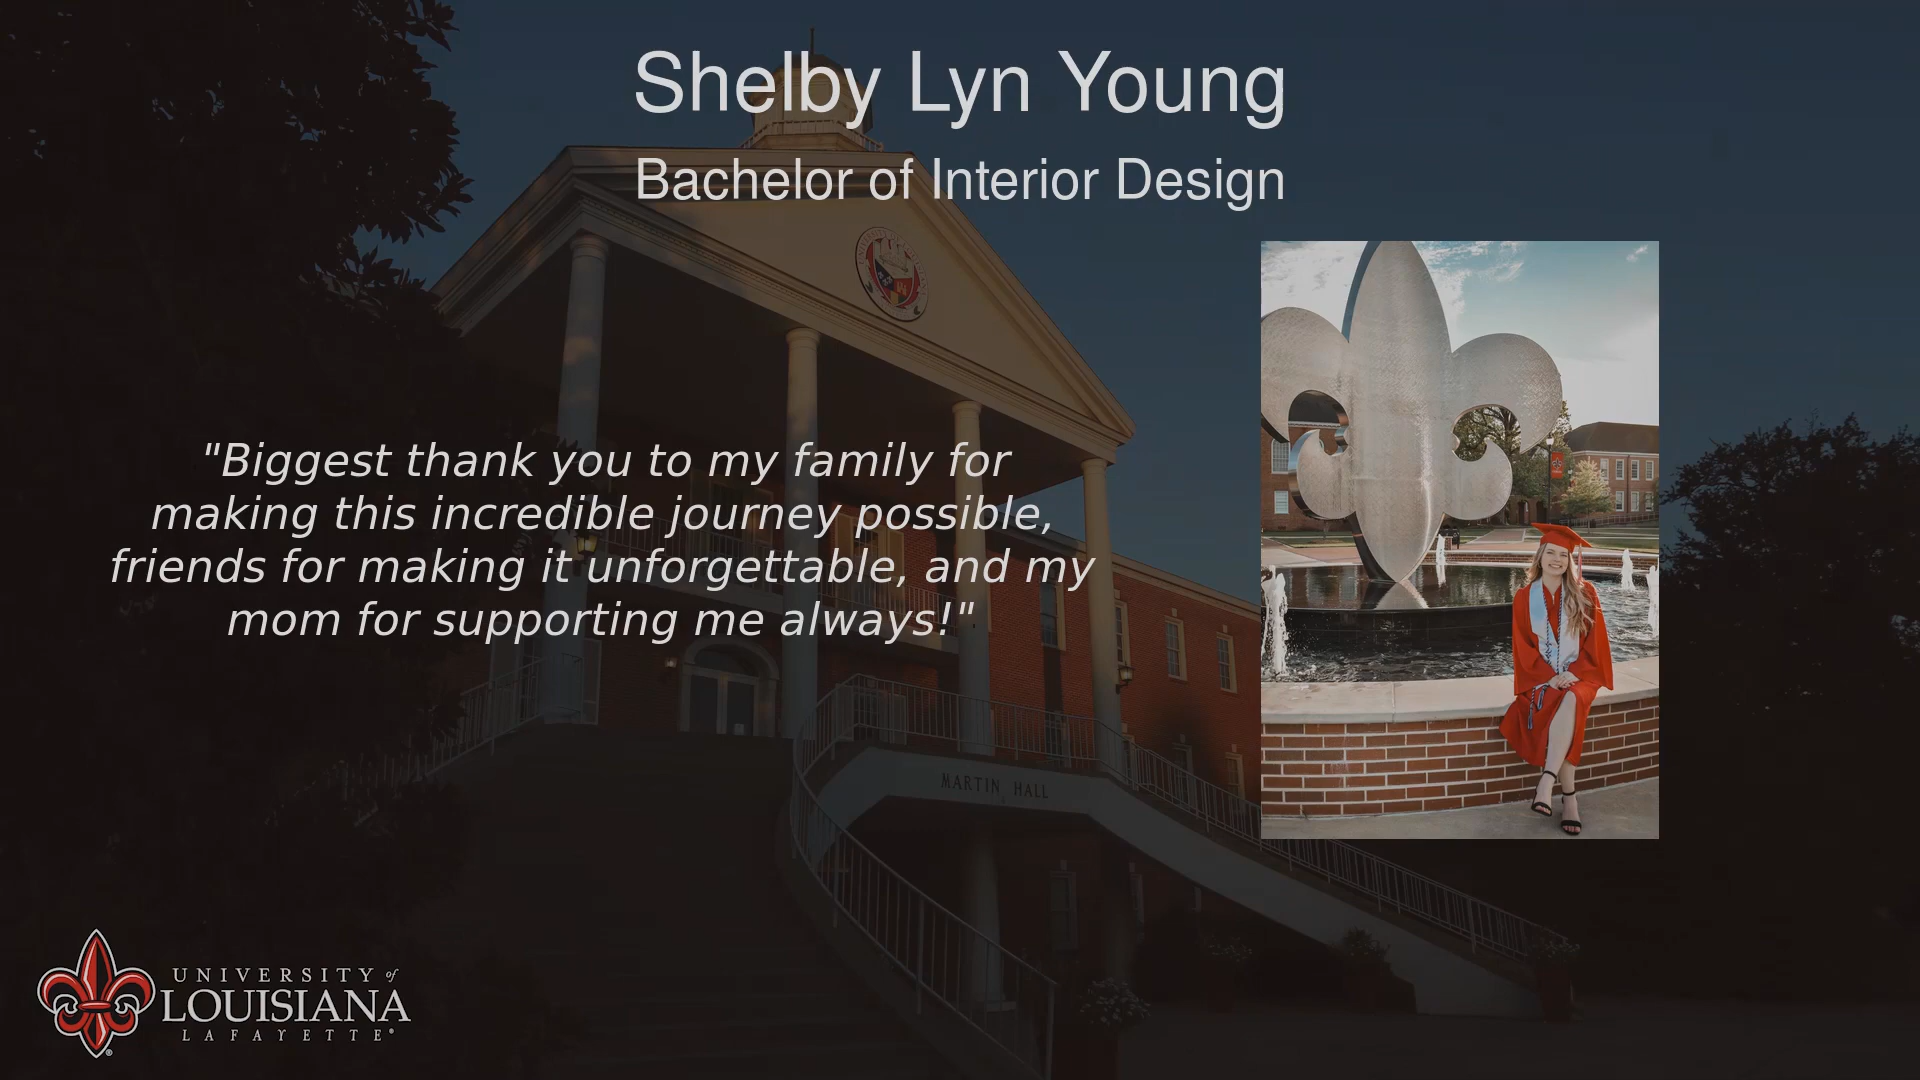 Shelby Lyn Young
Bachelor of Interior Design
"Biggest thank you to my family for
making this incredible journey possible,
friends for making it unforgettable, and my
mom for supporting me always!"
MARTIN HALL
UNIVERSITY of
LOUISIANA
LAFAYETTE®